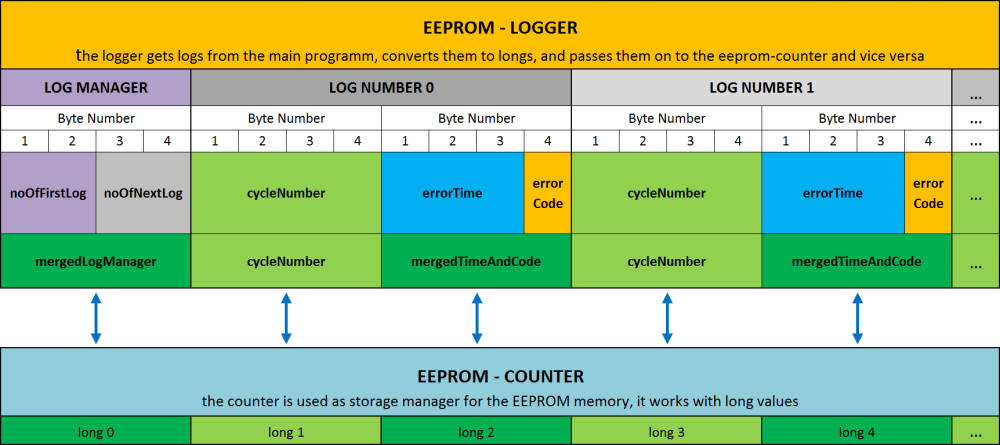 EEPROM - LOGGER
the logger gets logs from the main programm, converts them to longs, and passes them on to the eeprom-counter and vice versa
LOG MANAGER LOG NUMBER 0 LOG NUMBER 1 ...
Byte Number Byte Number Byte Number Byte Number Byte Number ...
1 2 3 4 1 2 3 4 1 2 3 4 1 2 3 4 1 2 3 4 ...
noOfFirstLog noOfNextLog cycleNumber errorTime error Code cycleNumber errorTime error Code ...
mergedLogManager cycleNumber mergedTimeAndCode cycleNumber mergedTimeAndCode ...
EEPROM - COUNTER
the counter is used as storage manager for the EEPROM memory, it works with long values
long 0 long 1 long 2 long 3 long 4 ...